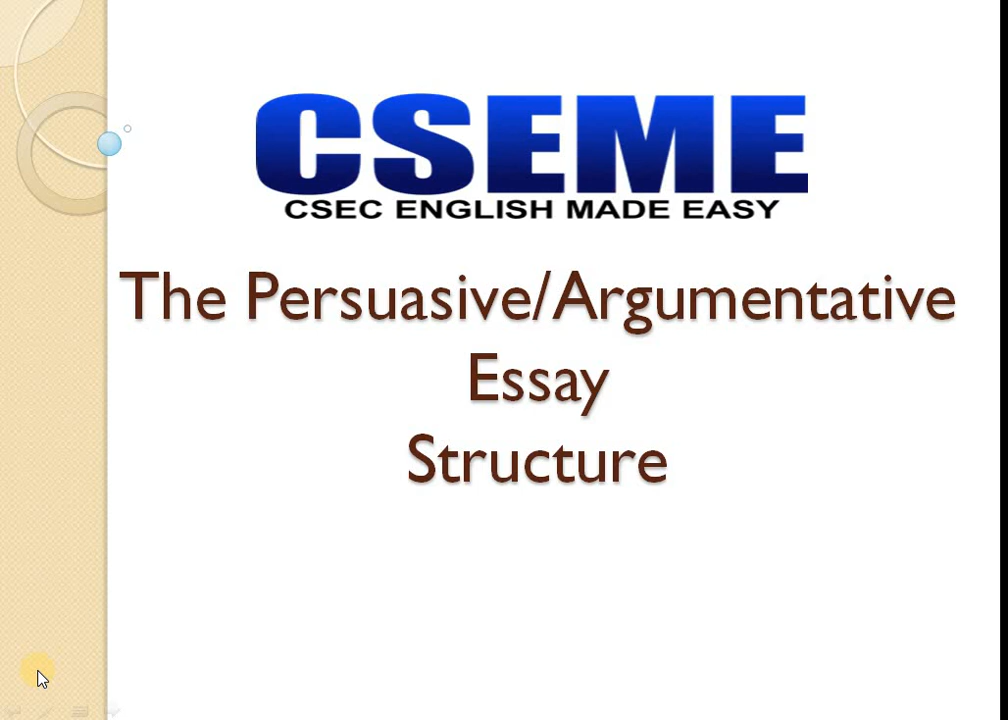 CSEME
CSEC ENGLISH MADE EASY
The Persuasive/Argumentative
Essay
Structure